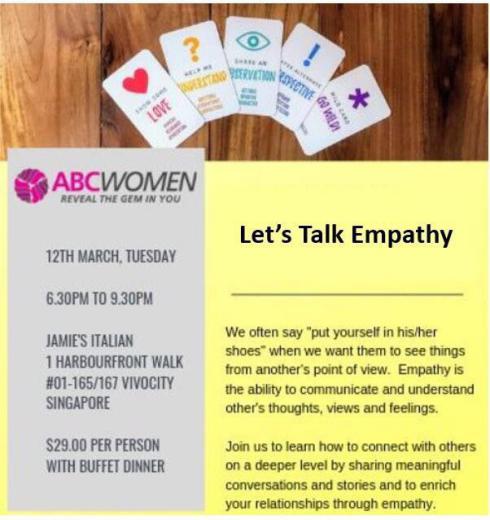 SHOW SOME
LOVE
?
HELP ME
UNDERSTAND
SHARE AN
OBSERVATION
!
PERSPECTIVE
*
WILD CARD
GO WILD!
ABCWOMEN
REVEAL THE GEM IN YOU
12TH MARCH, TUESDAY
6.30PM TO 9.30PM
JAMIE'S ITALIAN
1 HARBOURFRONT WALK
#01-165/167 VIVOCITY
SINGAPORE
$29.00 PER PERSON
WITH BUFFET DINNER
Let's Talk Empathy
We often say "put yourself in his/her
shoes" when we want them to see things
from another's point of view. Empathy is
the ability to communicate and understand
other's thoughts, views and feelings.
Join us to learn how to connect with others
on a deeper level by sharing meaningful
conversations and stories and to enrich
your relationships through empathy.